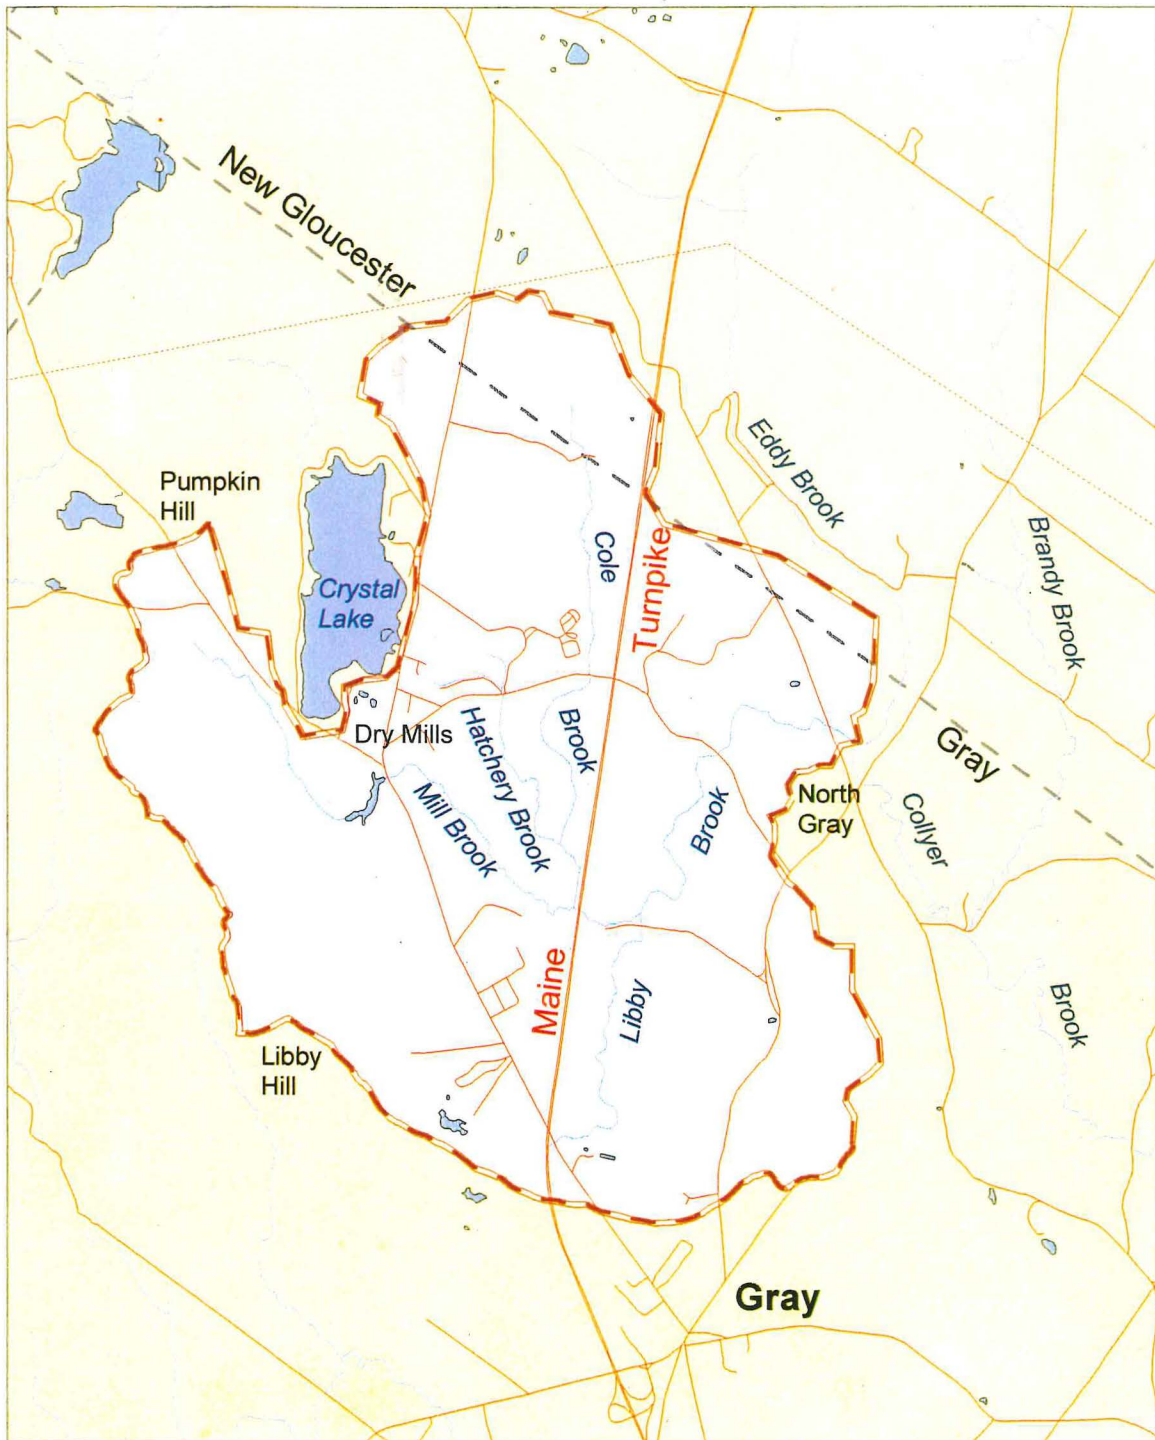 New Gloucester
Pumpkin
Hill
Crystal
Lake
Cole
Turnpike
Eddy Brook
Brandy Brook
Dry Mills
Hatchery Brook
Brook
Mill Brook
Brook
North
Gray
Gray
Collyer
Maine
Libby
Brook
Libby
Hill
Gray